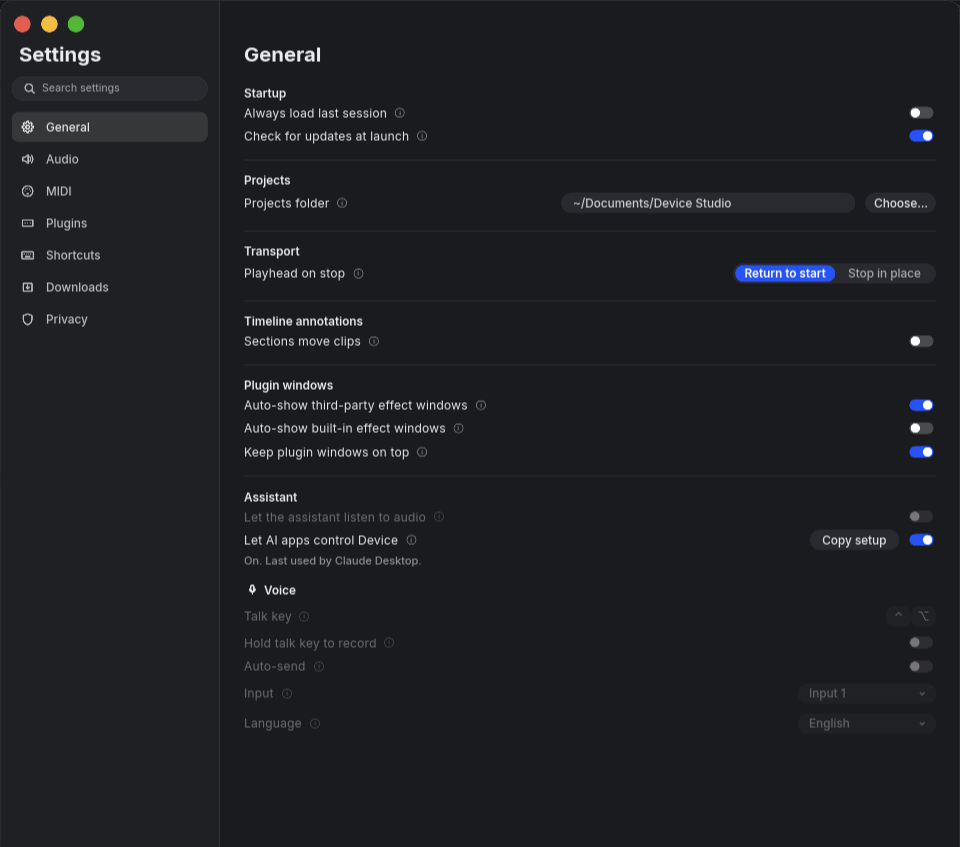 Settings
Search settings
General
Audio
MIDI
Plugins
Shortcuts
Downloads
Privacy
General
Startup
Always load last session
Check for updates at launch
Projects
Projects folder
~/Documents/Device Studio
Choose...
Transport
Playhead on stop
Return to start
Stop in place
Timeline annotations
Sections move clips
Plugin windows
Auto-show third-party effect windows
Auto-show built-in effect windows
Keep plugin windows on top
Assistant
Let the assistant listen to audio
Let AI apps control Device
Copy setup
On. Last used by Claude Desktop.
Voice
Talk key
⌃ ⌥
Hold talk key to record
Auto-send
Input
Input 1
Language
English